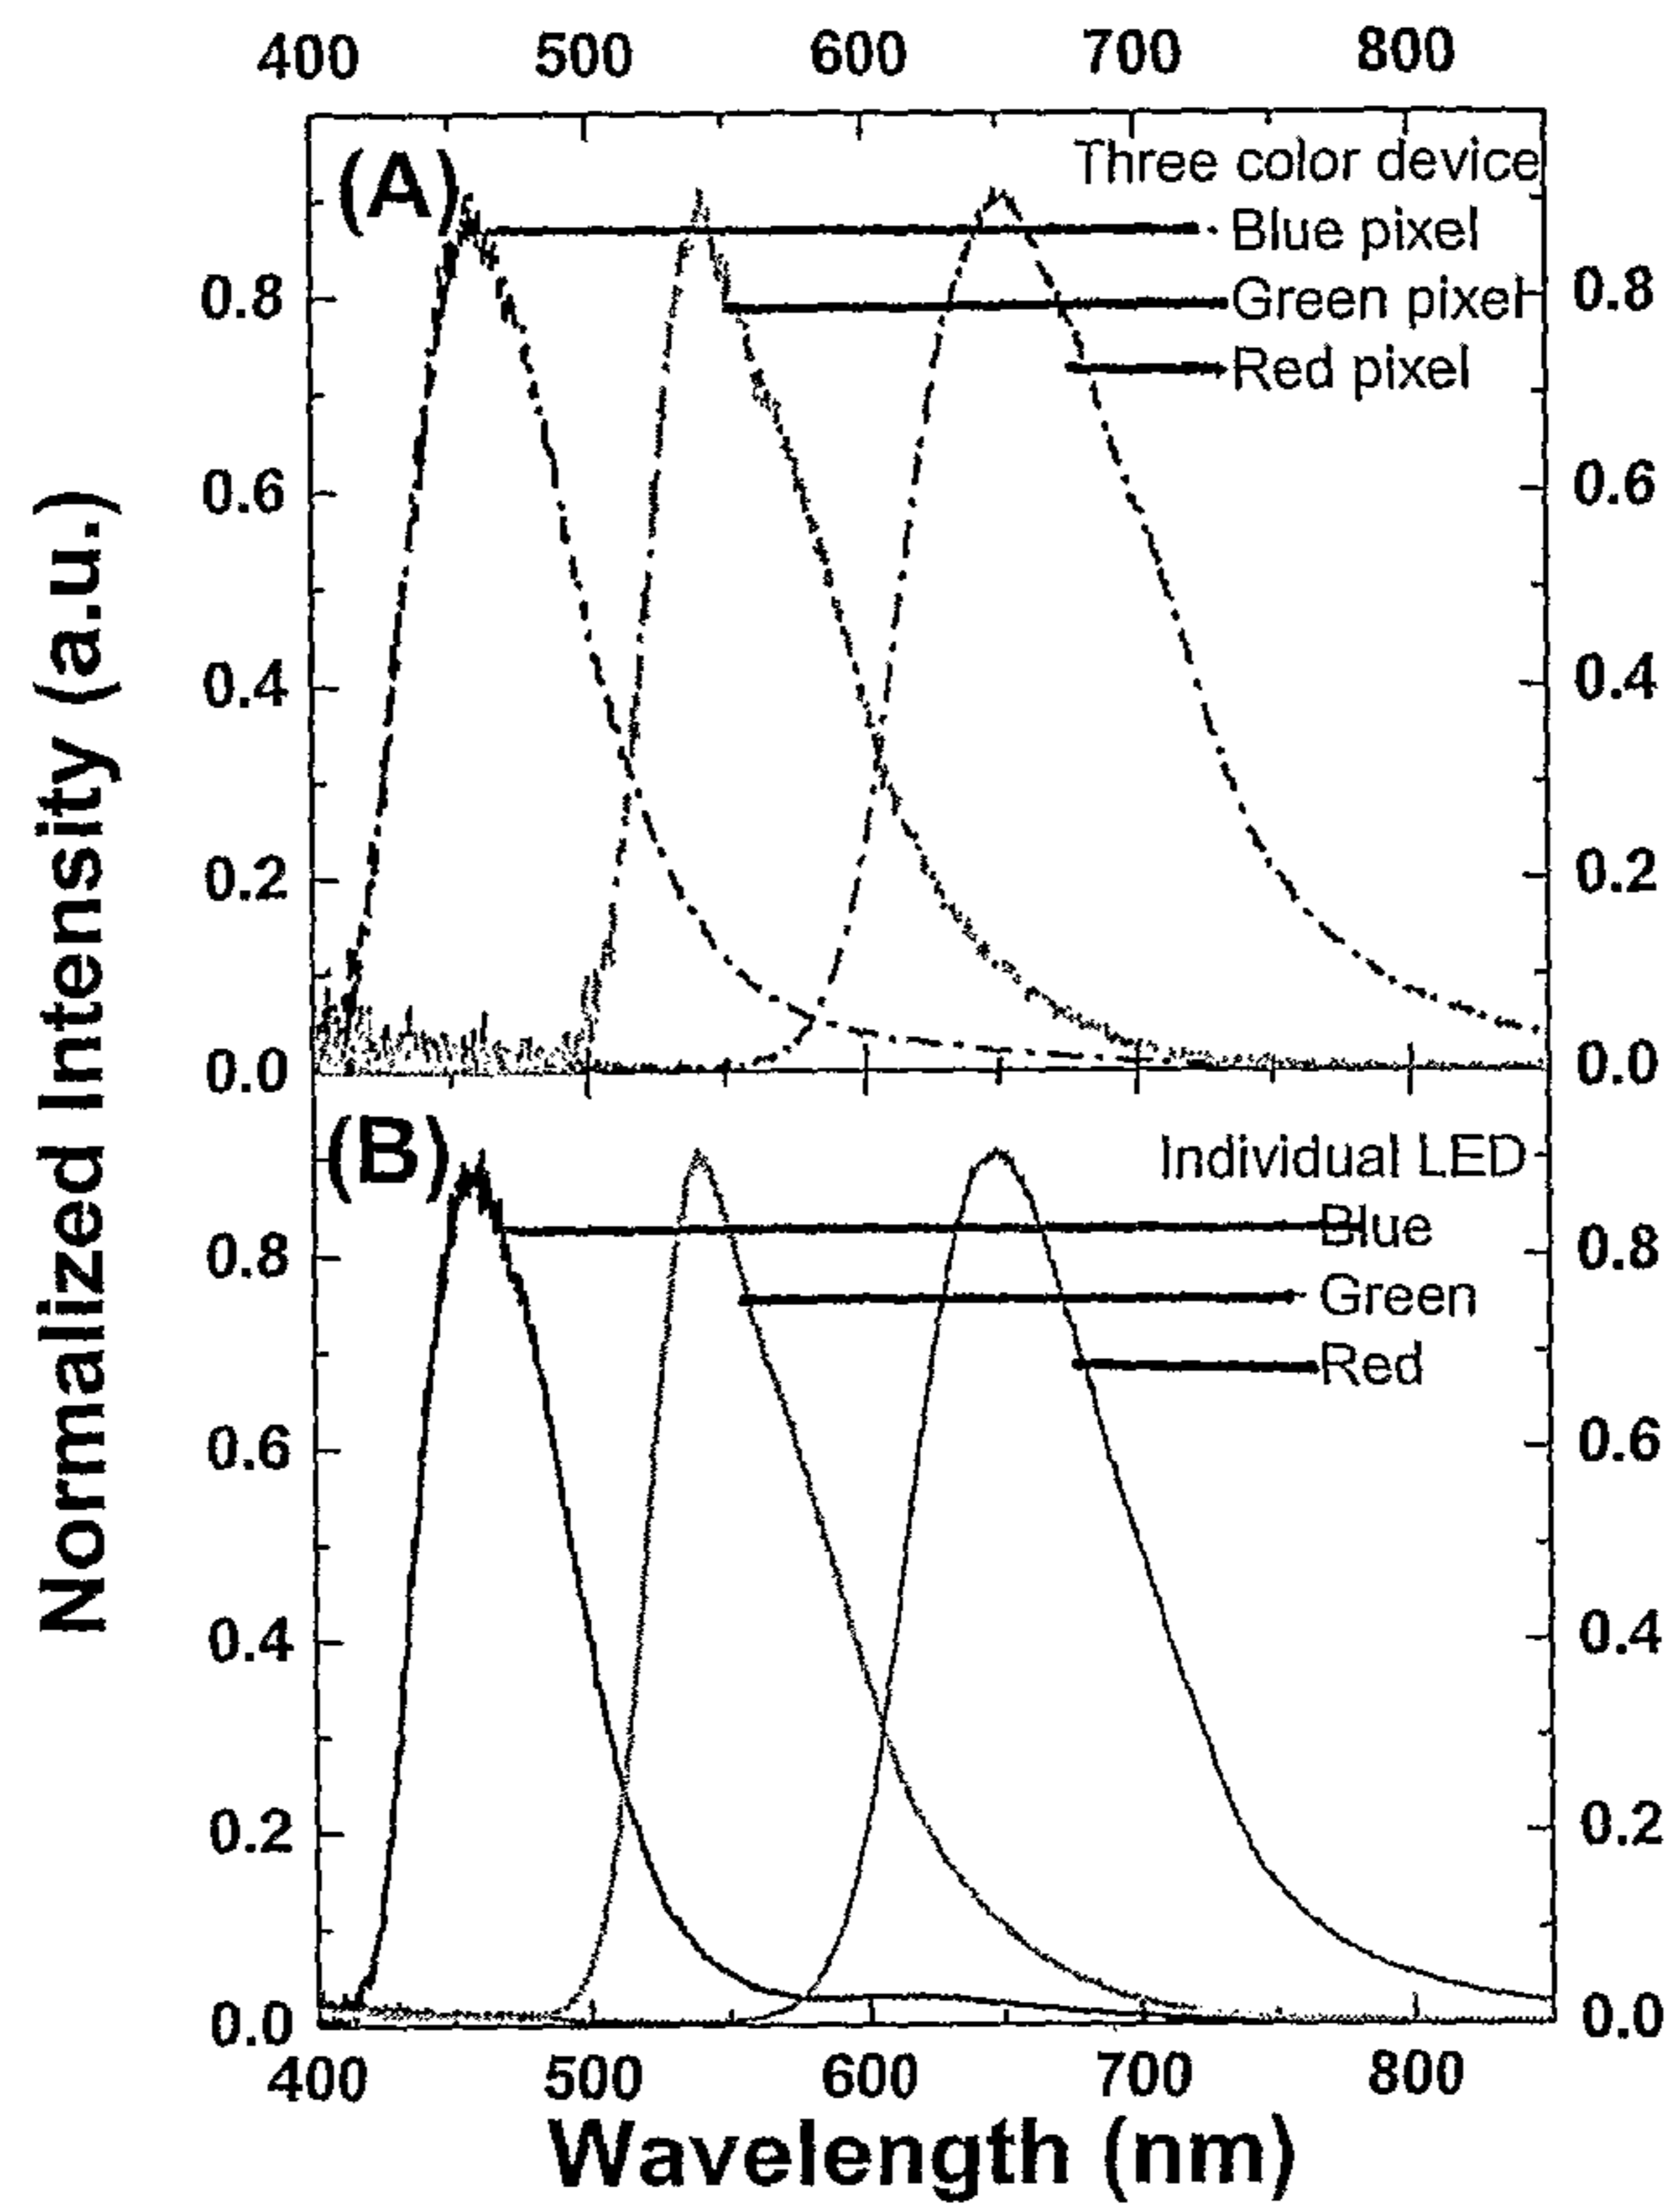 400 500 600 700 800
(A)
Three color device
Blue pixel
Green pixel
Red pixel
0.8 0.8
0.6 0.6
0.4 0.4
0.2 0.2
0.0 0.0
Normalized Intensity (a.u.)
(B)
Individual LED
Blue
Green
Red
0.8 0.8
0.6 0.6
0.4 0.4
0.2 0.2
0.0 0.0
400 500 600 700 800
Wavelength (nm)